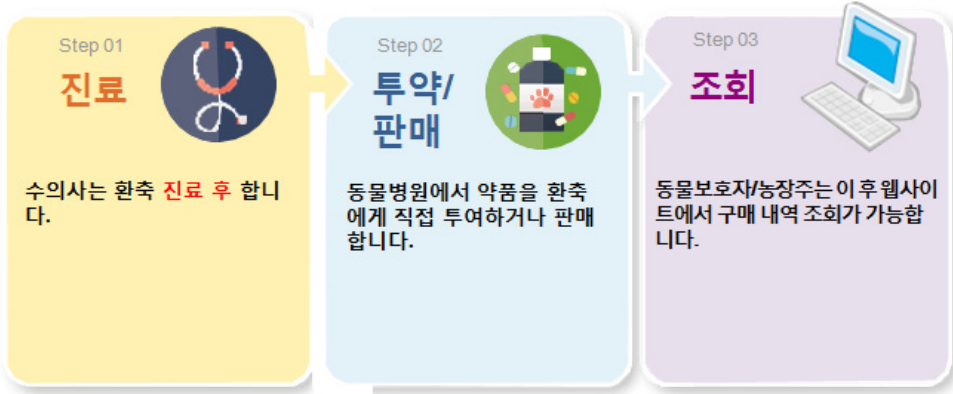 Step 01
진료
수의사는 환축 진료 후 합니
다.
Step 02
투약/
판매
동물병원에서 약품을 환축
에게 직접 투여하거나 판매
합니다.
Step 03
조회
동물보호자/농장주는 이 후 웹사이
트에서 구매 내역 조회가 가능합
니다.